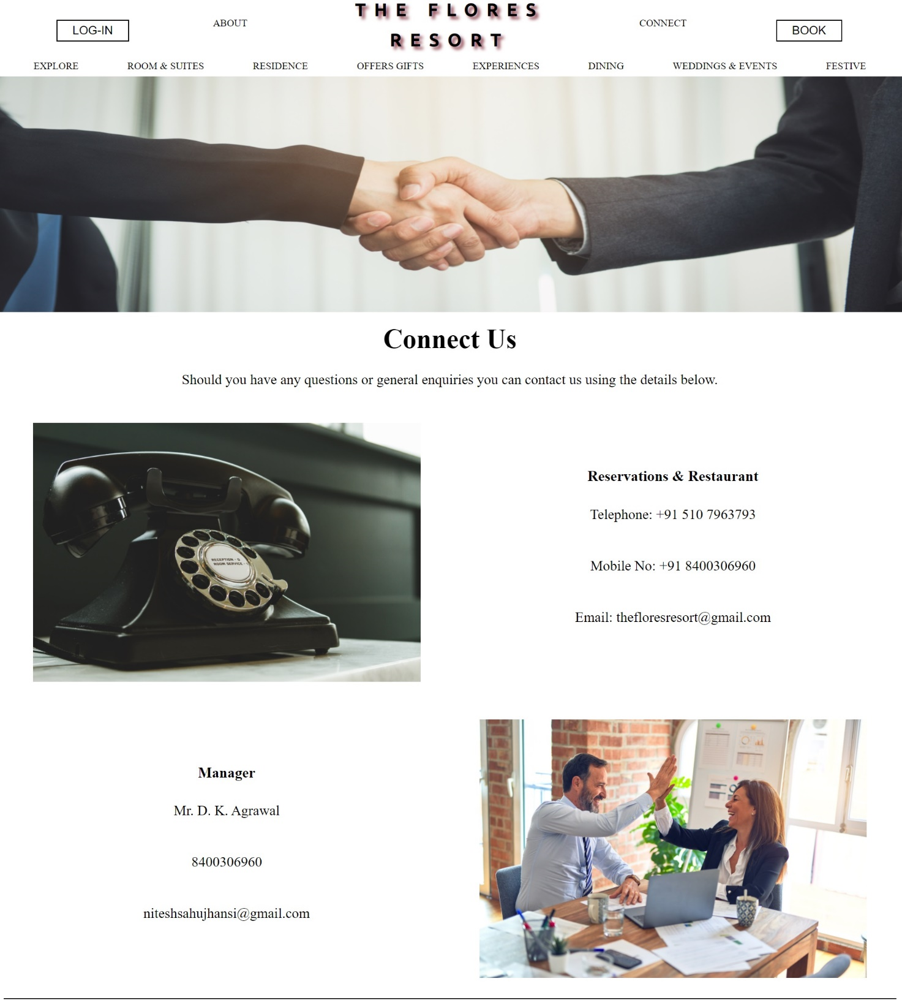 LOG-IN
ABOUT
THE FLORES
RESORT
CONNECT
BOOK
EXPLORE
ROOM & SUITES
RESIDENCE
OFFERS GIFTS
EXPERIENCES
DINING
WEDDINGS & EVENTS
FESTIVE
Connect Us
Should you have any questions or general enquiries you can contact us using the details below.
RECEPTION - 0
ROOM SERVICE -
Reservations & Restaurant
Telephone: +91 510 7963793
Mobile No: +91 8400306960
Email: thefloresresort@gmail.com
Manager
Mr. D. K. Agrawal
8400306960
niteshsahujhansi@gmail.com